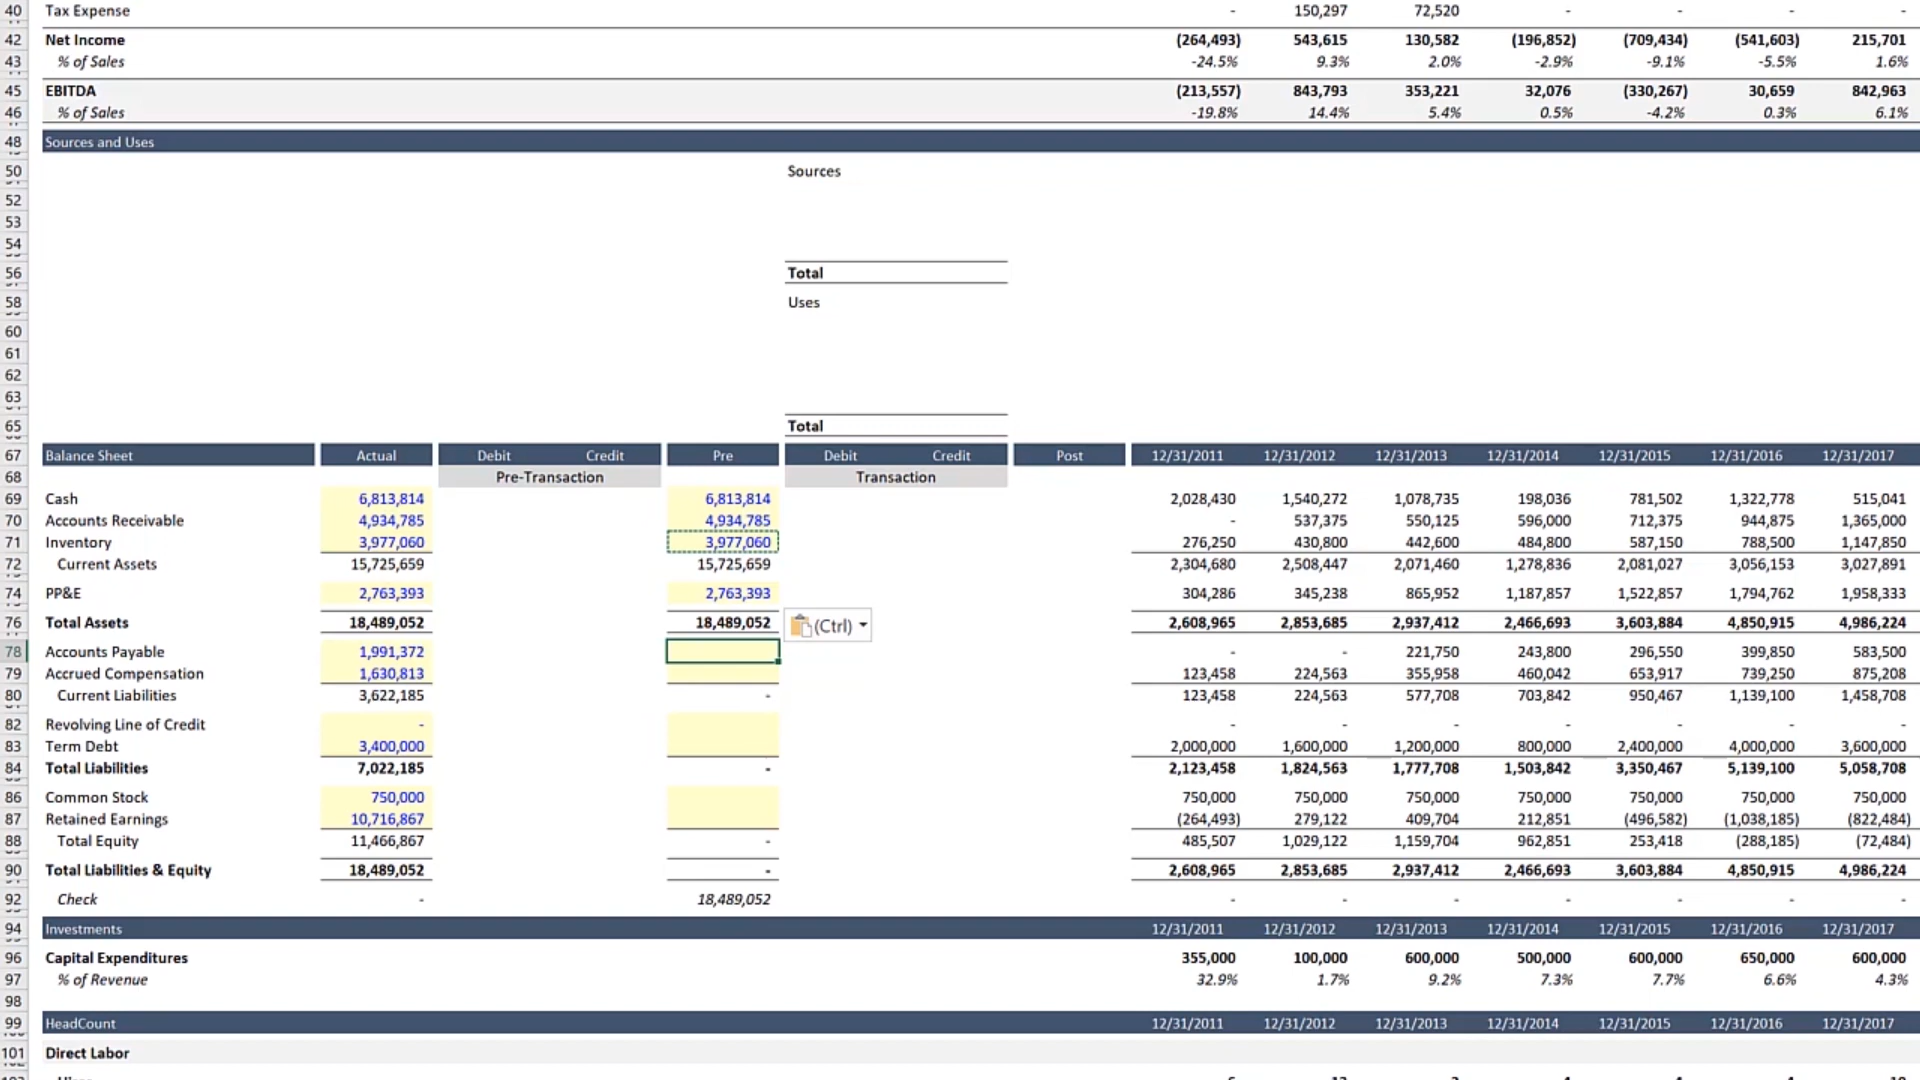 40 Tax Expense - 150,297 72,520 - - - -
42 Net Income (264,493) 543,615 130,582 (196,852) (709,434) (541,603) 215,701
43 % of Sales -24.5% 9.3% 2.0% -2.9% -9.1% -5.5% 1.6%
45 EBITDA (213,557) 843,793 353,221 32,076 (330,267) 30,659 842,963
46 % of Sales -19.8% 14.4% 5.4% 0.5% -4.2% 0.3% 6.1%
48 Sources and Uses
50 Sources
52
53
54
56 Total
58 Uses
60
61
62
63
65 Total
67 Balance Sheet Actual Debit Credit Pre Debit Credit Post 12/31/2011 12/31/2012 12/31/2013 12/31/2014 12/31/2015 12/31/2016 12/31/2017
68 Pre-Transaction Transaction
69 Cash 6,813,814 6,813,814 2,028,430 1,540,272 1,078,735 198,036 781,502 1,322,778 515,041
70 Accounts Receivable 4,934,785 4,934,785 - 537,375 550,125 596,000 712,375 944,875 1,365,000
71 Inventory 3,977,060 3,977,060 276,250 430,800 442,600 484,800 587,150 788,500 1,147,850
72 Current Assets 15,725,659 15,725,659 2,304,680 2,508,447 2,071,460 1,278,836 2,081,027 3,056,153 3,027,891
74 PP&E 2,763,393 2,763,393 304,286 345,238 865,952 1,187,857 1,522,857 1,794,762 1,958,333
76 Total Assets 18,489,052 18,489,052 (Ctrl) 2,608,965 2,853,685 2,937,412 2,466,693 3,603,884 4,850,915 4,986,224
78 Accounts Payable 1,991,372 - - 221,750 243,800 296,550 399,850 583,500
79 Accrued Compensation 1,630,813 123,458 224,563 355,958 460,042 653,917 739,250 875,208
80 Current Liabilities 3,622,185 - 123,458 224,563 577,708 703,842 950,467 1,139,100 1,458,708
82 Revolving Line of Credit - - - - - - - -
83 Term Debt 3,400,000 2,000,000 1,600,000 1,200,000 800,000 2,400,000 4,000,000 3,600,000
84 Total Liabilities 7,022,185 - 2,123,458 1,824,563 1,777,708 1,503,842 3,350,467 5,139,100 5,058,708
86 Common Stock 750,000 750,000 750,000 750,000 750,000 750,000 750,000 750,000
87 Retained Earnings 10,716,867 (264,493) 279,122 409,704 212,851 (496,582) (1,038,185) (822,484)
88 Total Equity 11,466,867 - 485,507 1,029,122 1,159,704 962,851 253,418 (288,185) (72,484)
90 Total Liabilities & Equity 18,489,052 - 2,608,965 2,853,685 2,937,412 2,466,693 3,603,884 4,850,915 4,986,224
92 Check - 18,489,052 - - - - - - -
94 Investments 12/31/2011 12/31/2012 12/31/2013 12/31/2014 12/31/2015 12/31/2016 12/31/2017
96 Capital Expenditures 355,000 100,000 600,000 500,000 600,000 650,000 600,000
97 % of Revenue 32.9% 1.7% 9.2% 7.3% 7.7% 6.6% 4.3%
98
99 HeadCount 12/31/2011 12/31/2012 12/31/2013 12/31/2014 12/31/2015 12/31/2016 12/31/2017
101 Direct Labor